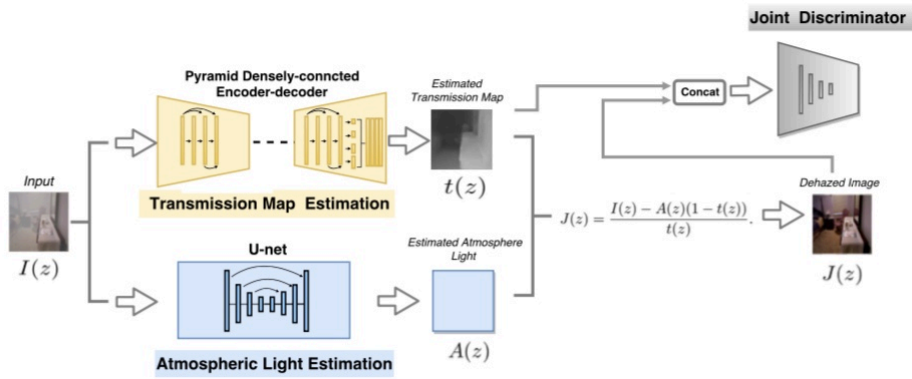 Joint Discriminator
Pyramid Densely-conncted
Encoder-decoder
Estimated
Transmission Map
Concat
t(z)
Input
Transmission Map Estimation
Dehazed Image
I(z)
J(z) = \frac{I(z) - A(z)(1 - t(z))}{t(z)}.
J(z)
U-net
Estimated Atmosphere
Light
A(z)
Atmospheric Light Estimation